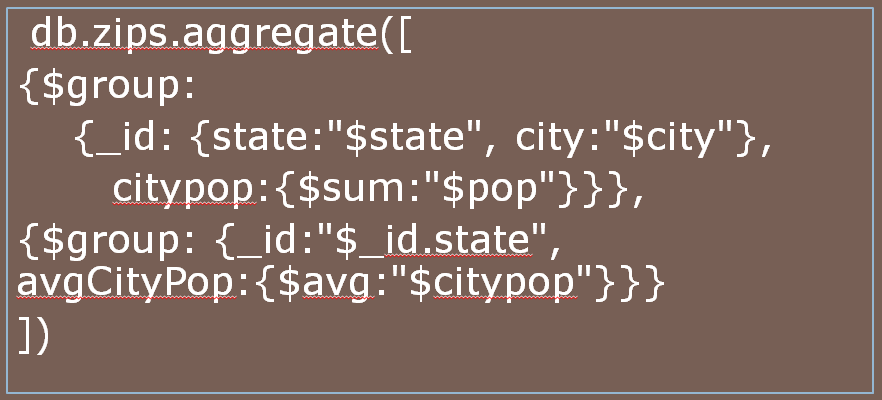 db.zips.aggregate([
{$group:
{_id: {state:"$state", city:"$city"},
citypop:{$sum:"$pop"}}},
{$group: {_id:"$_id.state",
avgCityPop:{$avg:"$citypop"}}}
])